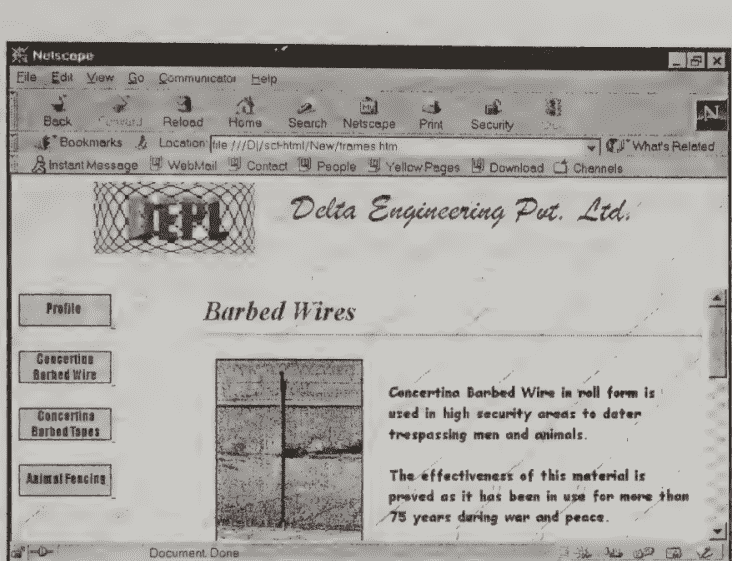 Netscape
File Edit View Go Communicator Help
Back Forward Reload Home Search Netscape Print Security
Bookmarks Location: file:///D|/sct-html/New/frames.htm What's Related
Instant Message WebMail Contact People Yellow Pages Download Channels
DEPL Delta Engineering Pvt. Ltd.
Profile
Barbed Wires
Concertina
Barbed Wire
Concertina
Barbed Tapes
Animal Fencing
Concertina Barbed Wire in roll form is
used in high security areas to deter
trespassing men and animals.
The effectiveness of this material is
proved as it has been in use for more than
75 years during war and peace.
Document: Done